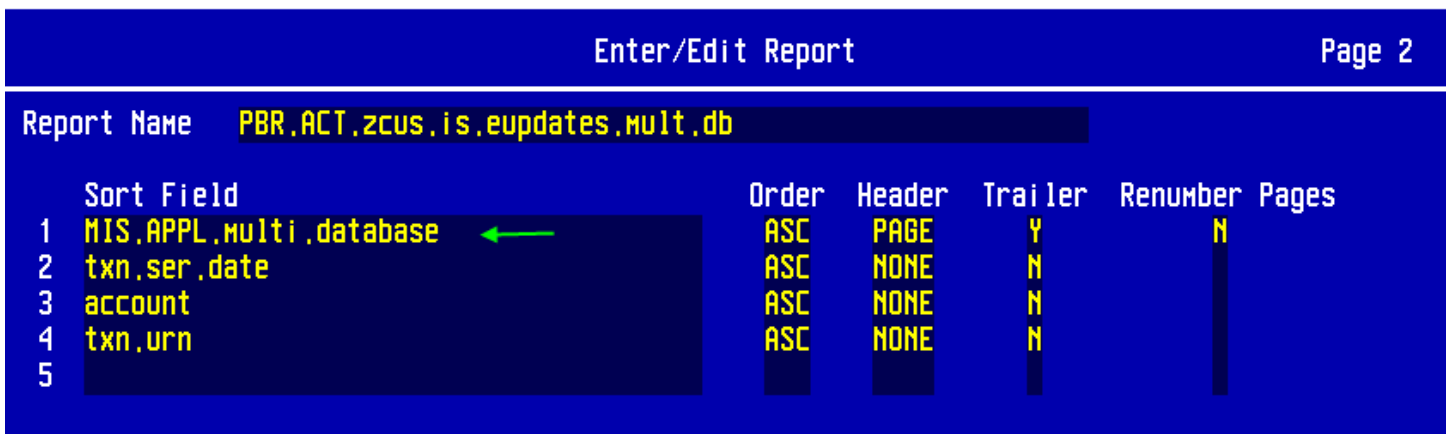 Enter/Edit Report Page 2
Report Name PBR.ACT.zcus.is.eupdates.mult.db
Sort Field Order Header Trailer Renumber Pages
1 MIS.APPL.multi.database ASC PAGE Y N
2 txn.ser.date ASC NONE N
3 account ASC NONE N
4 txn.urn ASC NONE N
5